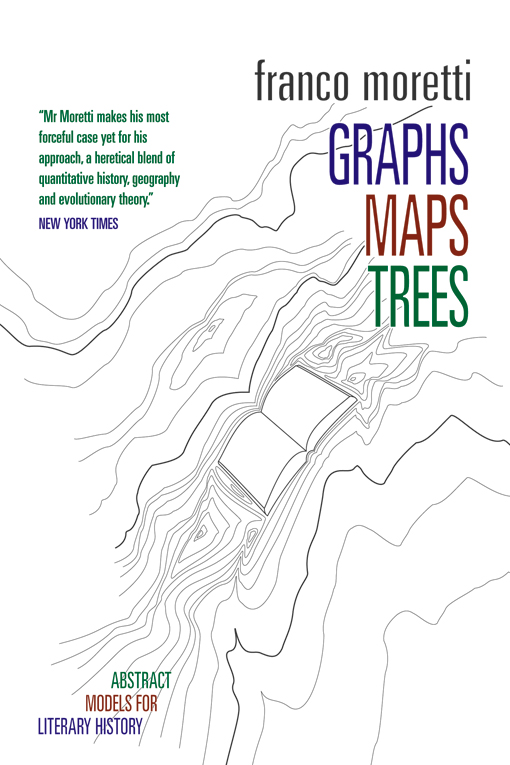 franco moretti
GRAPHS
MAPS
TREES
“Mr Moretti makes his most
forceful case yet for his
approach, a heretical blend of
quantitative history, geography
and evolutionary theory.”
NEW YORK TIMES
ABSTRACT
MODELS FOR
LITERARY HISTORY